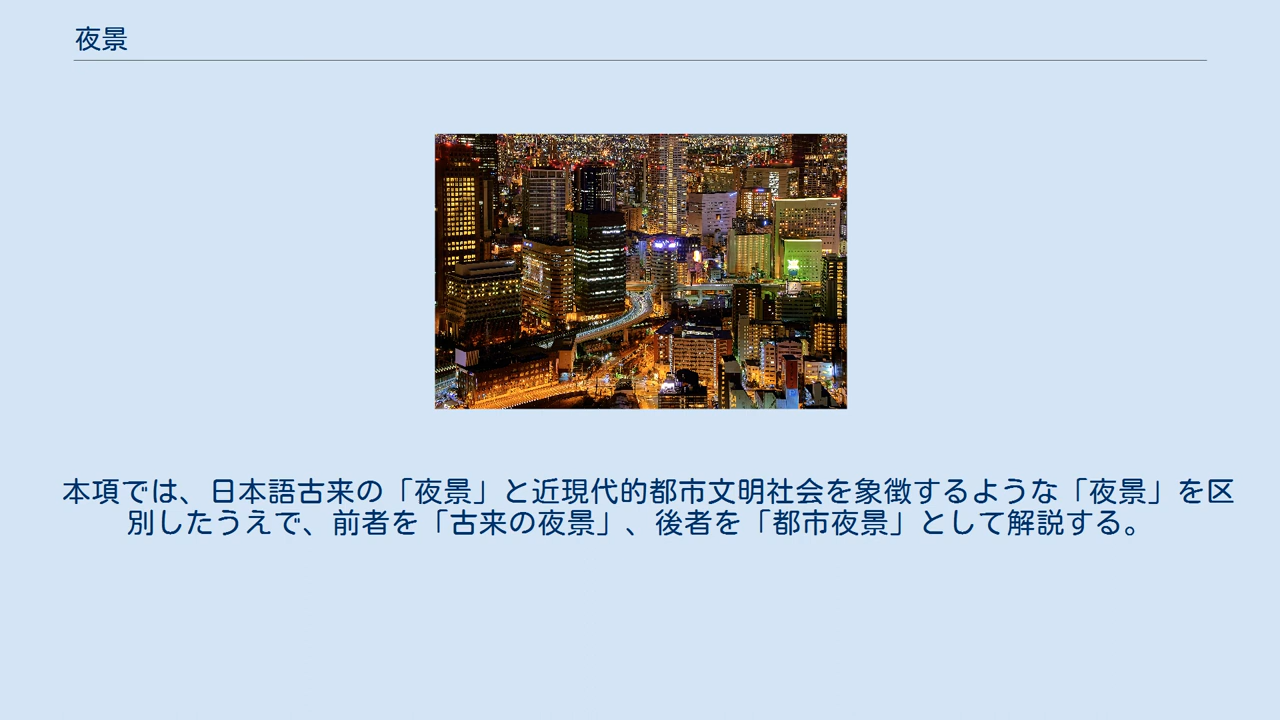 夜景
本項では、日本語古来の「夜景」と近現代的都市文明社会を象徴するような「夜景」を区
別したうえで、前者を「古来の夜景」、後者を「都市夜景」として解説する。